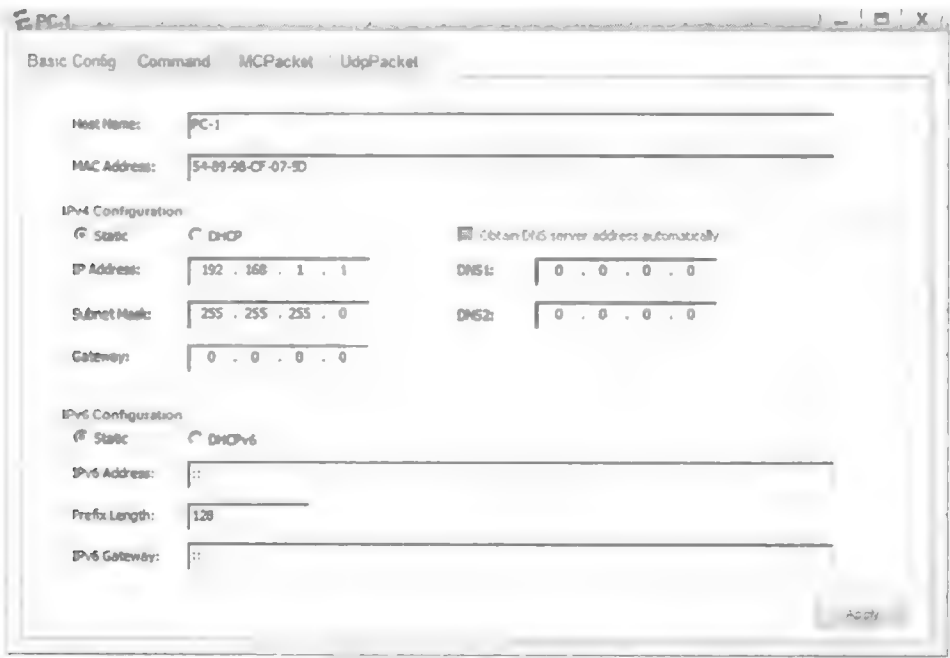 PC-1
Basic Config Command MCPacket UdpPacket
Host Name: PC-1
MAC Address: 54-89-98-CF-07-5D
IPv4 Configuration
Static DHCP Obtain DNS server address automatically
IP Address: 192 . 168 . 1 . 1 DNS1: 0 . 0 . 0 . 0
Subnet Mask: 255 . 255 . 255 . 0 DNS2: 0 . 0 . 0 . 0
Gateway: 0 . 0 . 0 . 0
IPv6 Configuration
Static DHCPv6
IPv6 Address: ::
Prefix Length: 128
IPv6 Gateway: ::
Apply